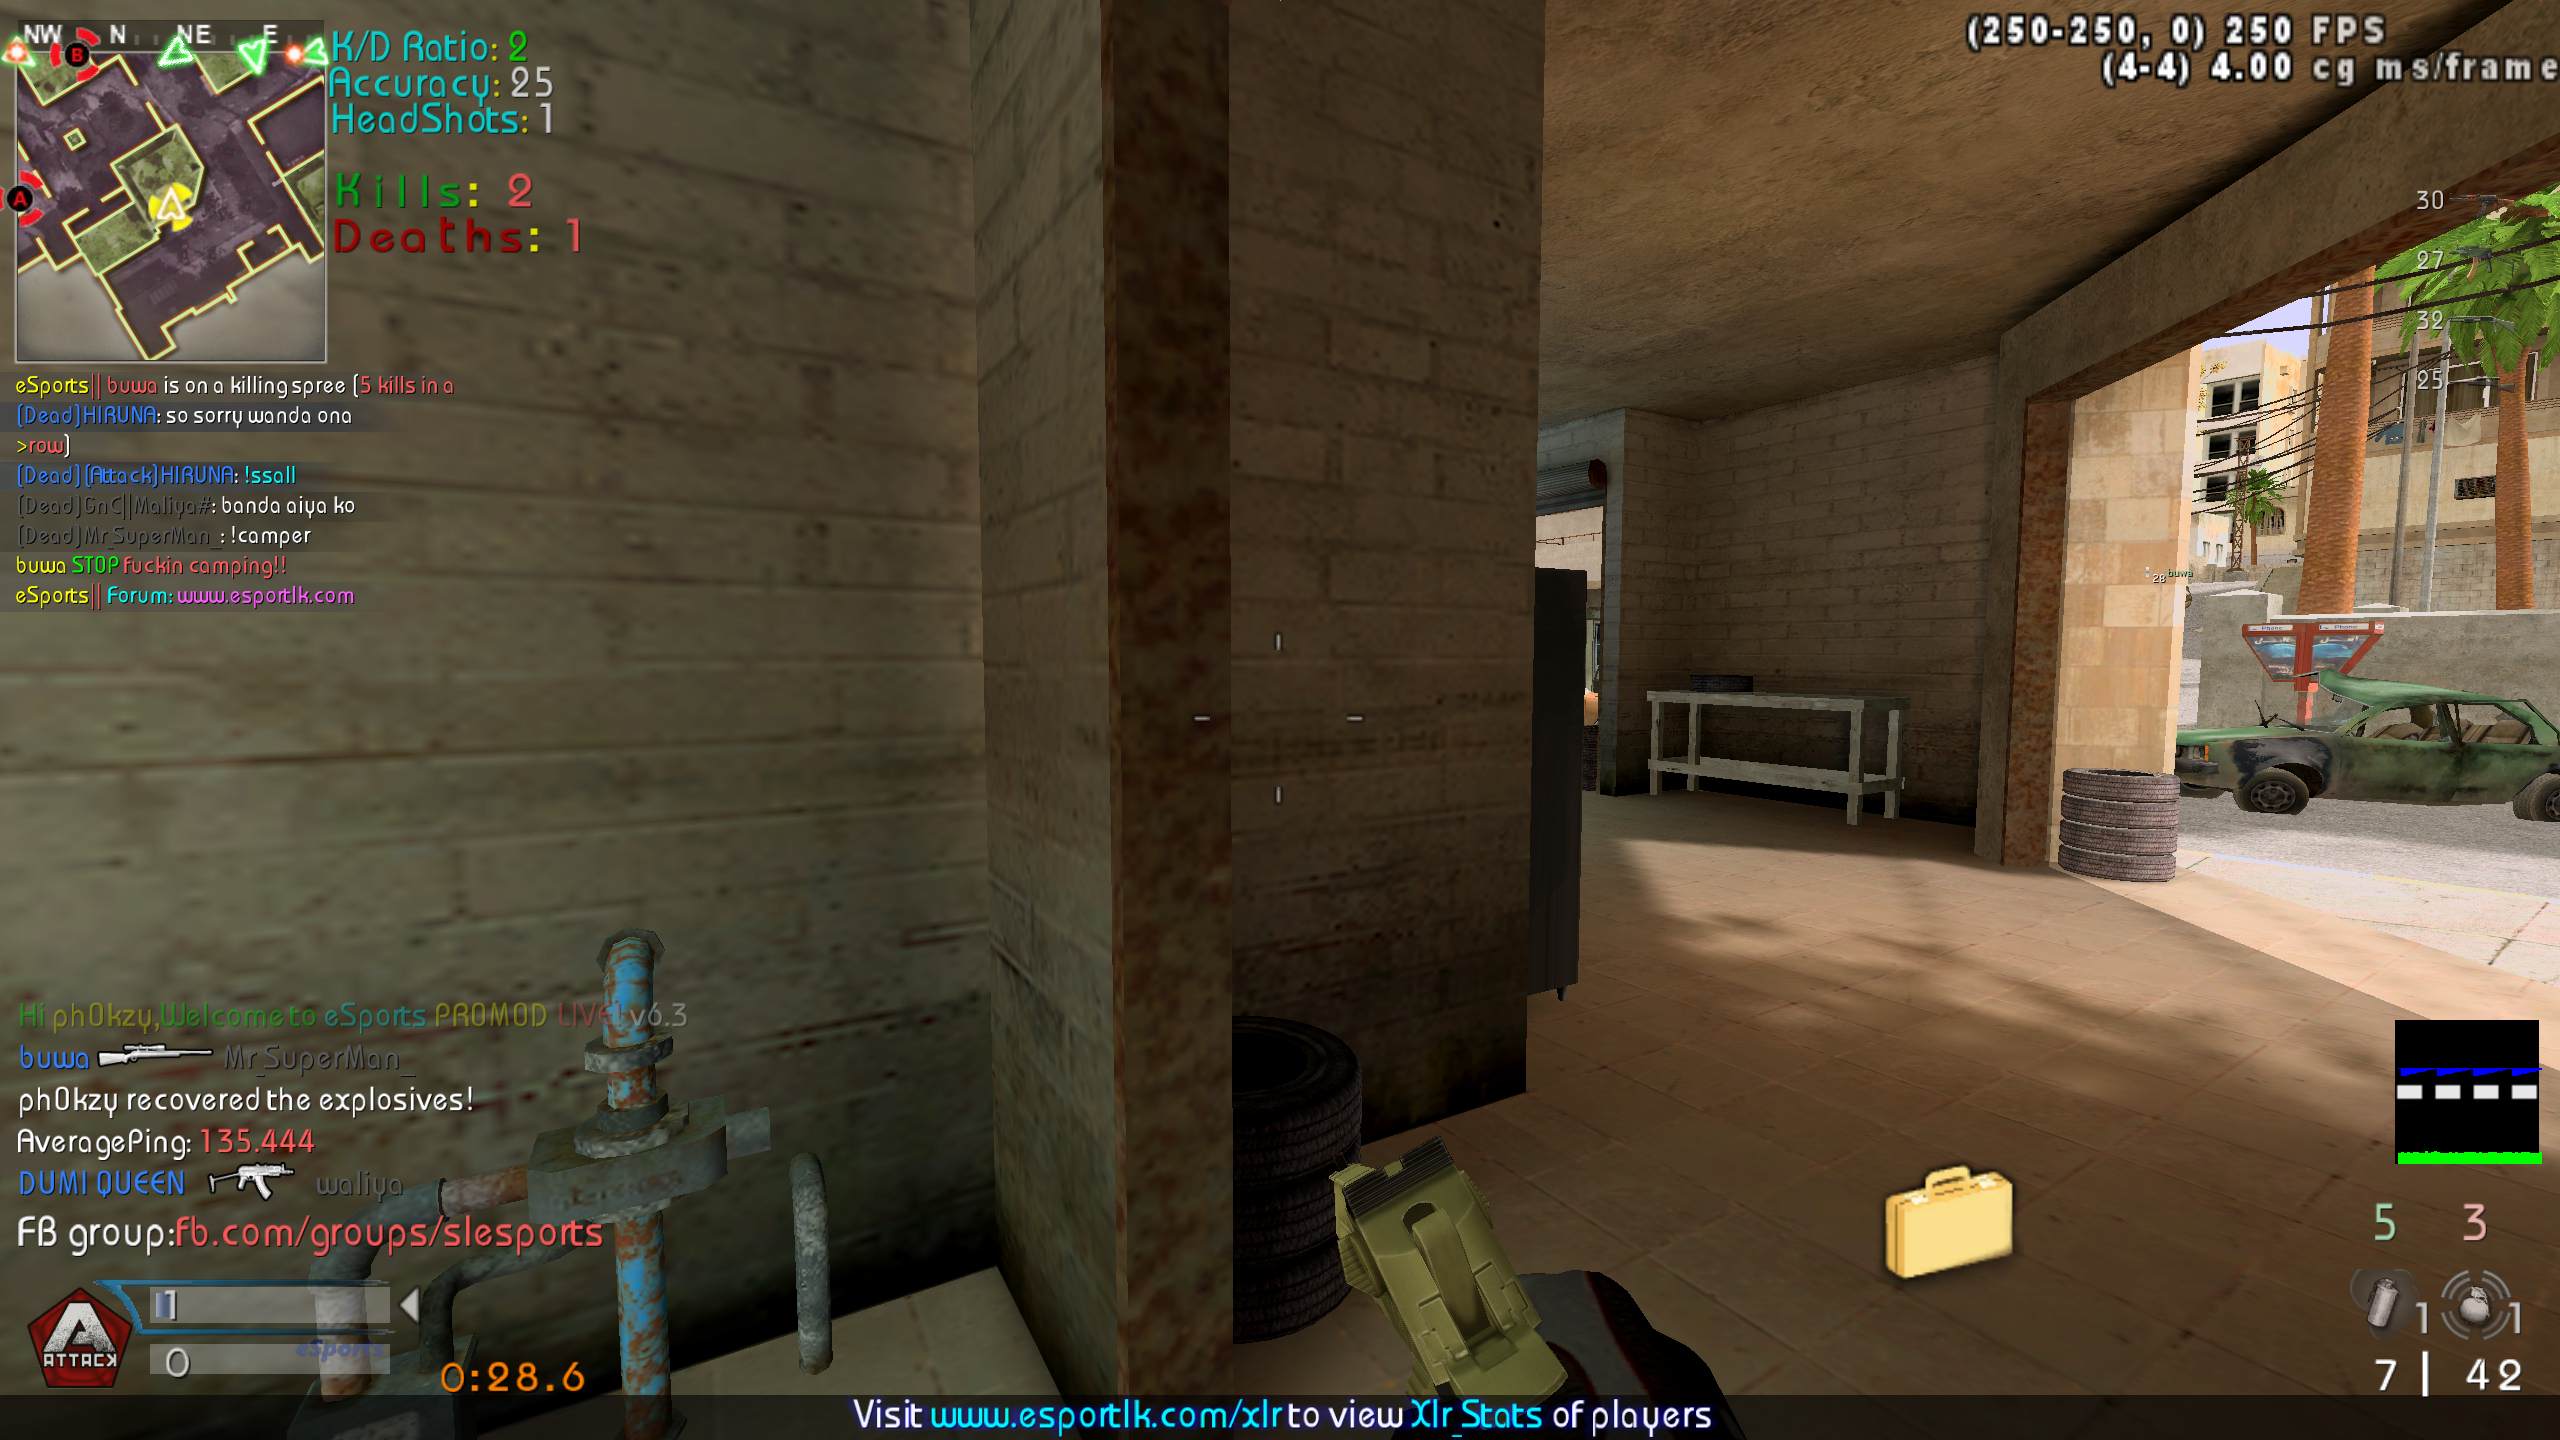 NW N NE E
B
A
K/D Ratio: 2
Accuracy: 25
HeadShots: 1
Kills: 2
Deaths: 1
(250-250, 0) 250 FPS
(4-4) 4.00 cg ms/frame
30
27
32
25
28 buwa
Phone Phone
eSports|| buwa is on a killing spree (5 kills in a
(Dead)HIRUNA: so sorry wanda ona
>row)
(Dead)(Attack)HIRUNA: !ssall
(Dead)GnC||Maliya#: banda aiya ko
(Dead)Mr_SuperMan_: !camper
buwa STOP fuckin camping!!
eSports|| Forum: www.esportlk.com
Hi ph0kzy,Welcome to eSports PROMOD LIVE v6.3
buwa Mr_SuperMan_
ph0kzy recovered the explosives!
AveragePing: 135.444
DUMI QUEEN waliya
FB group:fb.com/groups/slesports
ATTACK
1
0
eSports
0:28.6
5 3
1 1
7 | 42
Visit www.esportlk.com/xlr to view Xlr_Stats of players